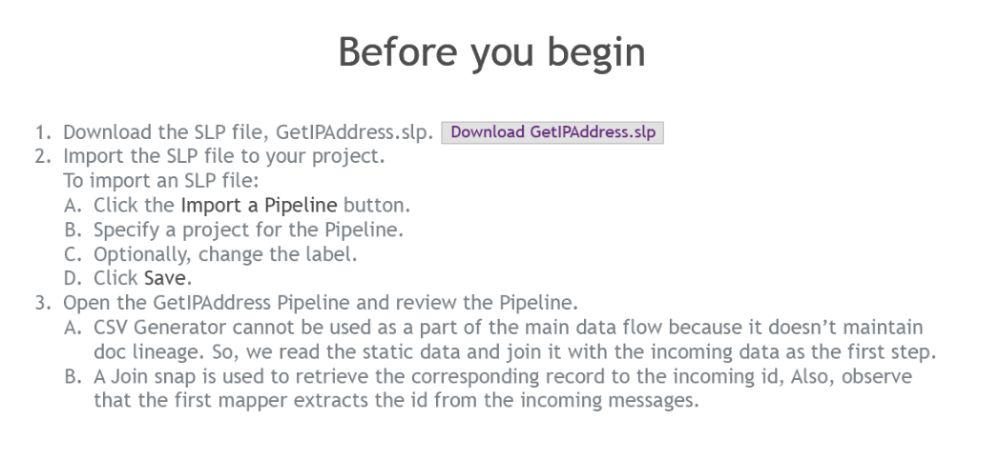 Before you begin
1. Download the SLP file, GetIPAddress.slp. Download GetIPAddress.slp
2. Import the SLP file to your project.
To import an SLP file:
A. Click the Import a Pipeline button.
B. Specify a project for the Pipeline.
C. Optionally, change the label.
D. Click Save.
3. Open the GetIPAddress Pipeline and review the Pipeline.
A. CSV Generator cannot be used as a part of the main data flow because it doesn’t maintain
doc lineage. So, we read the static data and join it with the incoming data as the first step.
B. A Join snap is used to retrieve the corresponding record to the incoming id, Also, observe
that the first mapper extracts the id from the incoming messages.